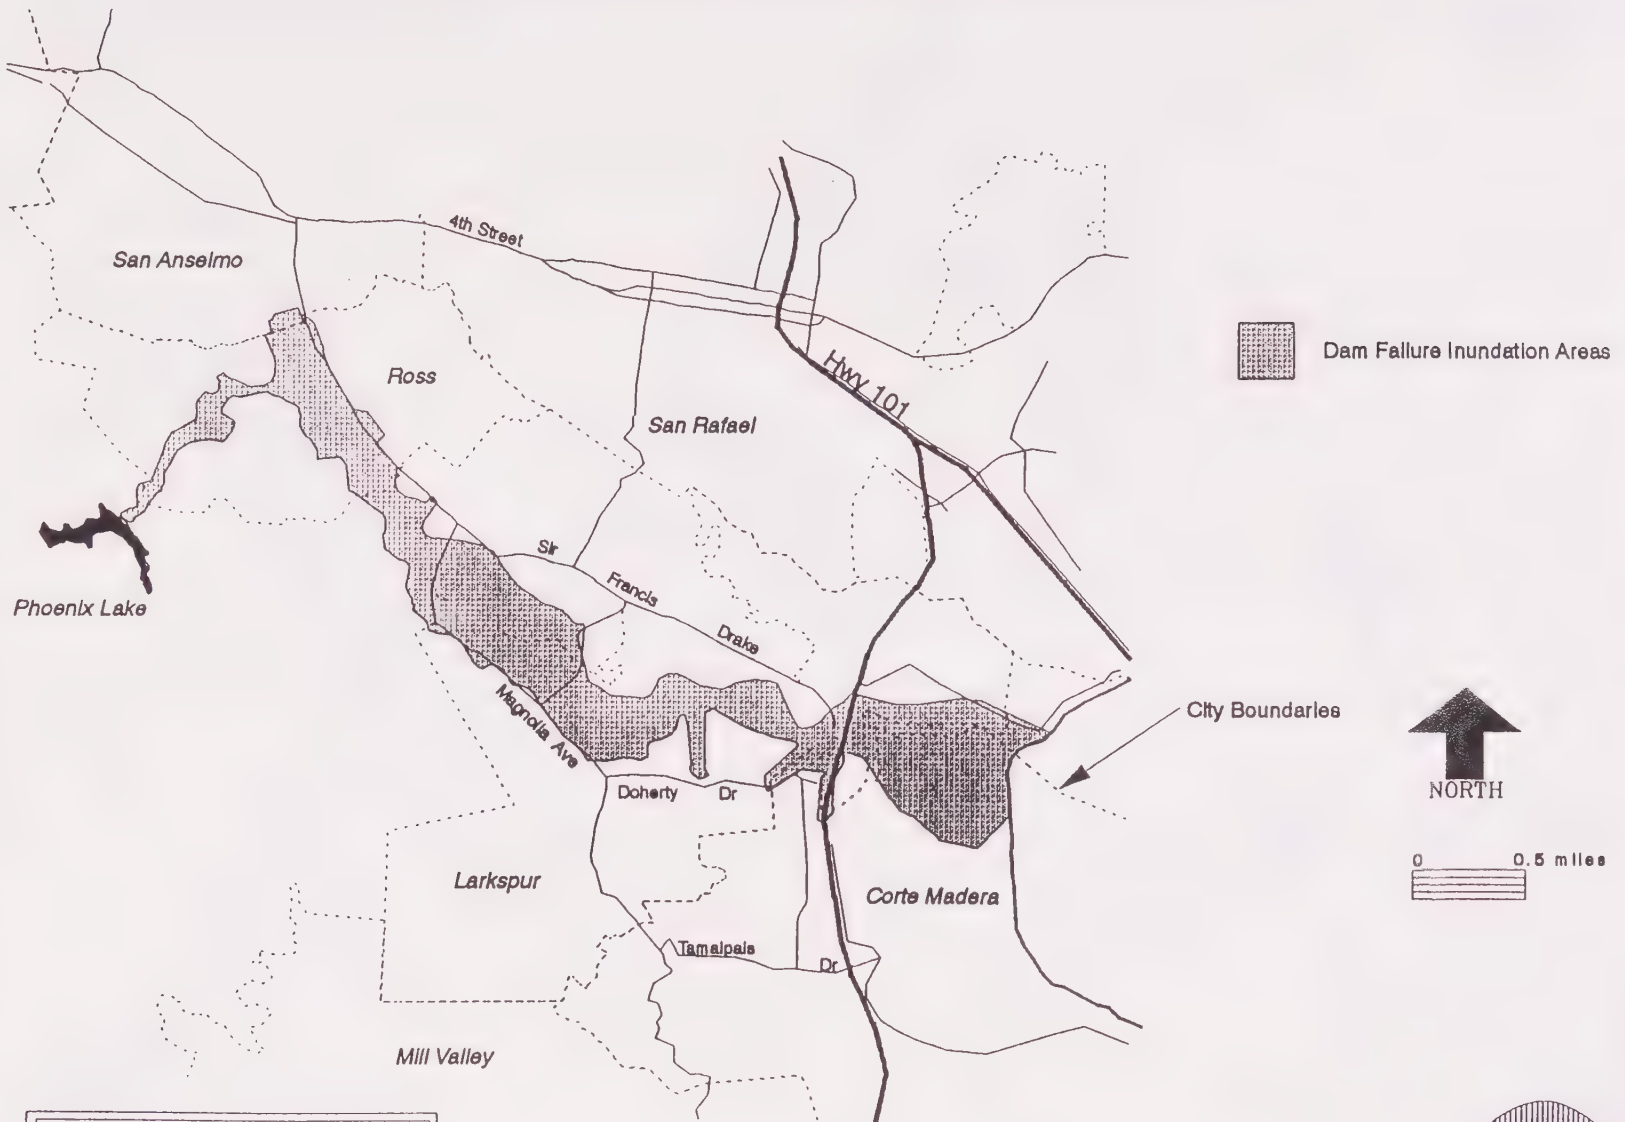 4th Street
San Anselmo
Ross
San Rafael
Hwy 101
Dam Failure Inundation Areas
Phoenix Lake
Sir
Francis
Drake
Magnolia Ave
City Boundaries
NORTH
Doherty Dr
0 0.5 miles
Larkspur
Corte Madera
Tamalpais
Dr
Mill Valley